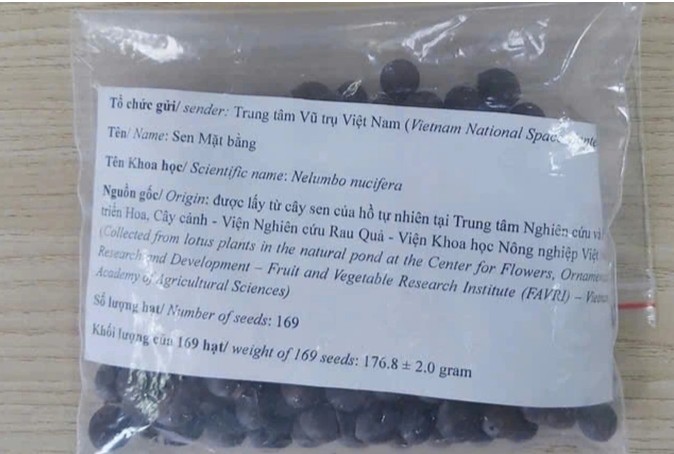 Tổ chức gửi/ sender: Trung tâm Vũ trụ Việt Nam (Vietnam National
Tên/ Name: Sen Mặt bằng
Tên Khoa học/ Scientific name: Nelumbo nucifera
Nguồn gốc/ Origin: được lấy từ cây sen của hồ tự nhiên tại Trung tâm Nghiên cứu
triển Hoa, Cây cảnh - Viện Nghiên cứu Rau Quả - Viện Khoa học Nông nghiệp Việt
(Collected from lotus plants in the natural pond at the Center for Flowers,
Research and Development – Fruit and Vegetable Research Institute (FAVRI) –
Academy of Agricultural Sciences)
Số lượng hạt/ Number of seeds: 169
Khối lượng của 169 hạt/ weight of 169 seeds: 176.8 ± 2.0 gram